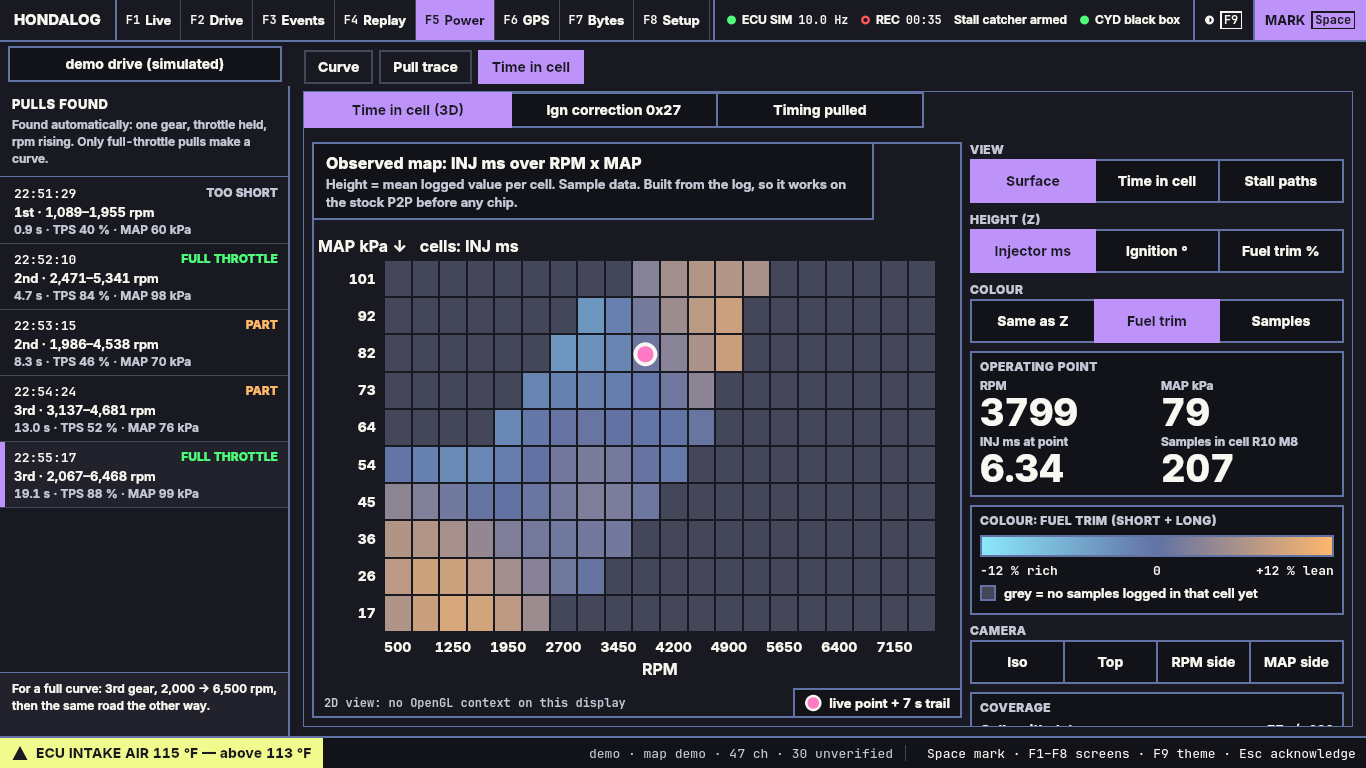 HONDALOG
F1 Live
F2 Drive
F3 Events
F4 Replay
F5 Power
F6 GPS
F7 Bytes
F8 Setup
ECU SIM 10.0 Hz
REC 00:35
Stall catcher armed
CYD black box
F9
MARK Space
demo drive (simulated)
PULLS FOUND
Found automatically: one gear, throttle held,
rpm rising. Only full-throttle pulls make a
curve.
22:51:29 TOO SHORT
1st · 1,089–1,955 rpm
0.9 s · TPS 40 % · MAP 60 kPa
22:52:10 FULL THROTTLE
2nd · 2,471–5,341 rpm
4.7 s · TPS 84 % · MAP 98 kPa
22:53:15 PART
2nd · 1,986–4,538 rpm
8.3 s · TPS 46 % · MAP 70 kPa
22:54:24 PART
3rd · 3,137–4,681 rpm
13.0 s · TPS 52 % · MAP 76 kPa
22:55:17 FULL THROTTLE
3rd · 2,067–6,468 rpm
19.1 s · TPS 88 % · MAP 99 kPa
For a full curve: 3rd gear, 2,000 → 6,500 rpm,
then the same road the other way.
Curve
Pull trace
Time in cell
Time in cell (3D)
Ign correction 0x27
Timing pulled
Observed map: INJ ms over RPM x MAP
Height = mean logged value per cell. Sample data. Built from the log, so it works on
the stock P2P before any chip.
MAP kPa ↓ cells: INJ ms
101
92
82
73
64
54
45
36
26
17
500 1250 1950 2700 3450 4200 4900 5650 6400 7150
RPM
2D view: no OpenGL context on this display
live point + 7 s trail
VIEW
Surface
Time in cell
Stall paths
HEIGHT (Z)
Injector ms
Ignition °
Fuel trim %
COLOUR
Same as Z
Fuel trim
Samples
OPERATING POINT
RPM MAP kPa
3799 79
INJ ms at point Samples in cell R10 M8
6.34 207
COLOUR: FUEL TRIM (SHORT + LONG)
-12 % rich 0 +12 % lean
grey = no samples logged in that cell yet
CAMERA
Iso
Top
RPM side
MAP side
COVERAGE
ECU INTAKE AIR 115 °F — above 113 °F
demo · map demo · 47 ch · 30 unverified
Space mark · F1–F8 screens · F9 theme · Esc acknowledge